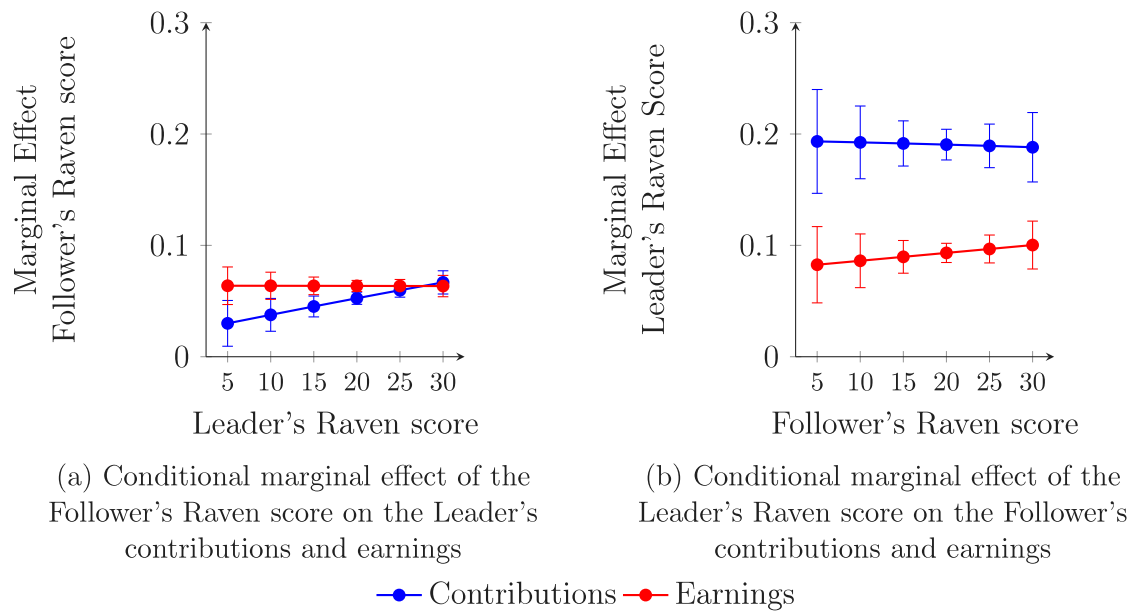 0.3
0.2
0.1
0
Marginal Effect
Follower's Raven score
5 10 15 20 25 30
Leader's Raven score
(a) Conditional marginal effect of the
Follower's Raven score on the Leader's
contributions and earnings
0.3
0.2
0.1
0
Marginal Effect
Leader's Raven Score
5 10 15 20 25 30
Follower's Raven score
(b) Conditional marginal effect of the
Leader's Raven score on the Follower's
contributions and earnings
Contributions Earnings